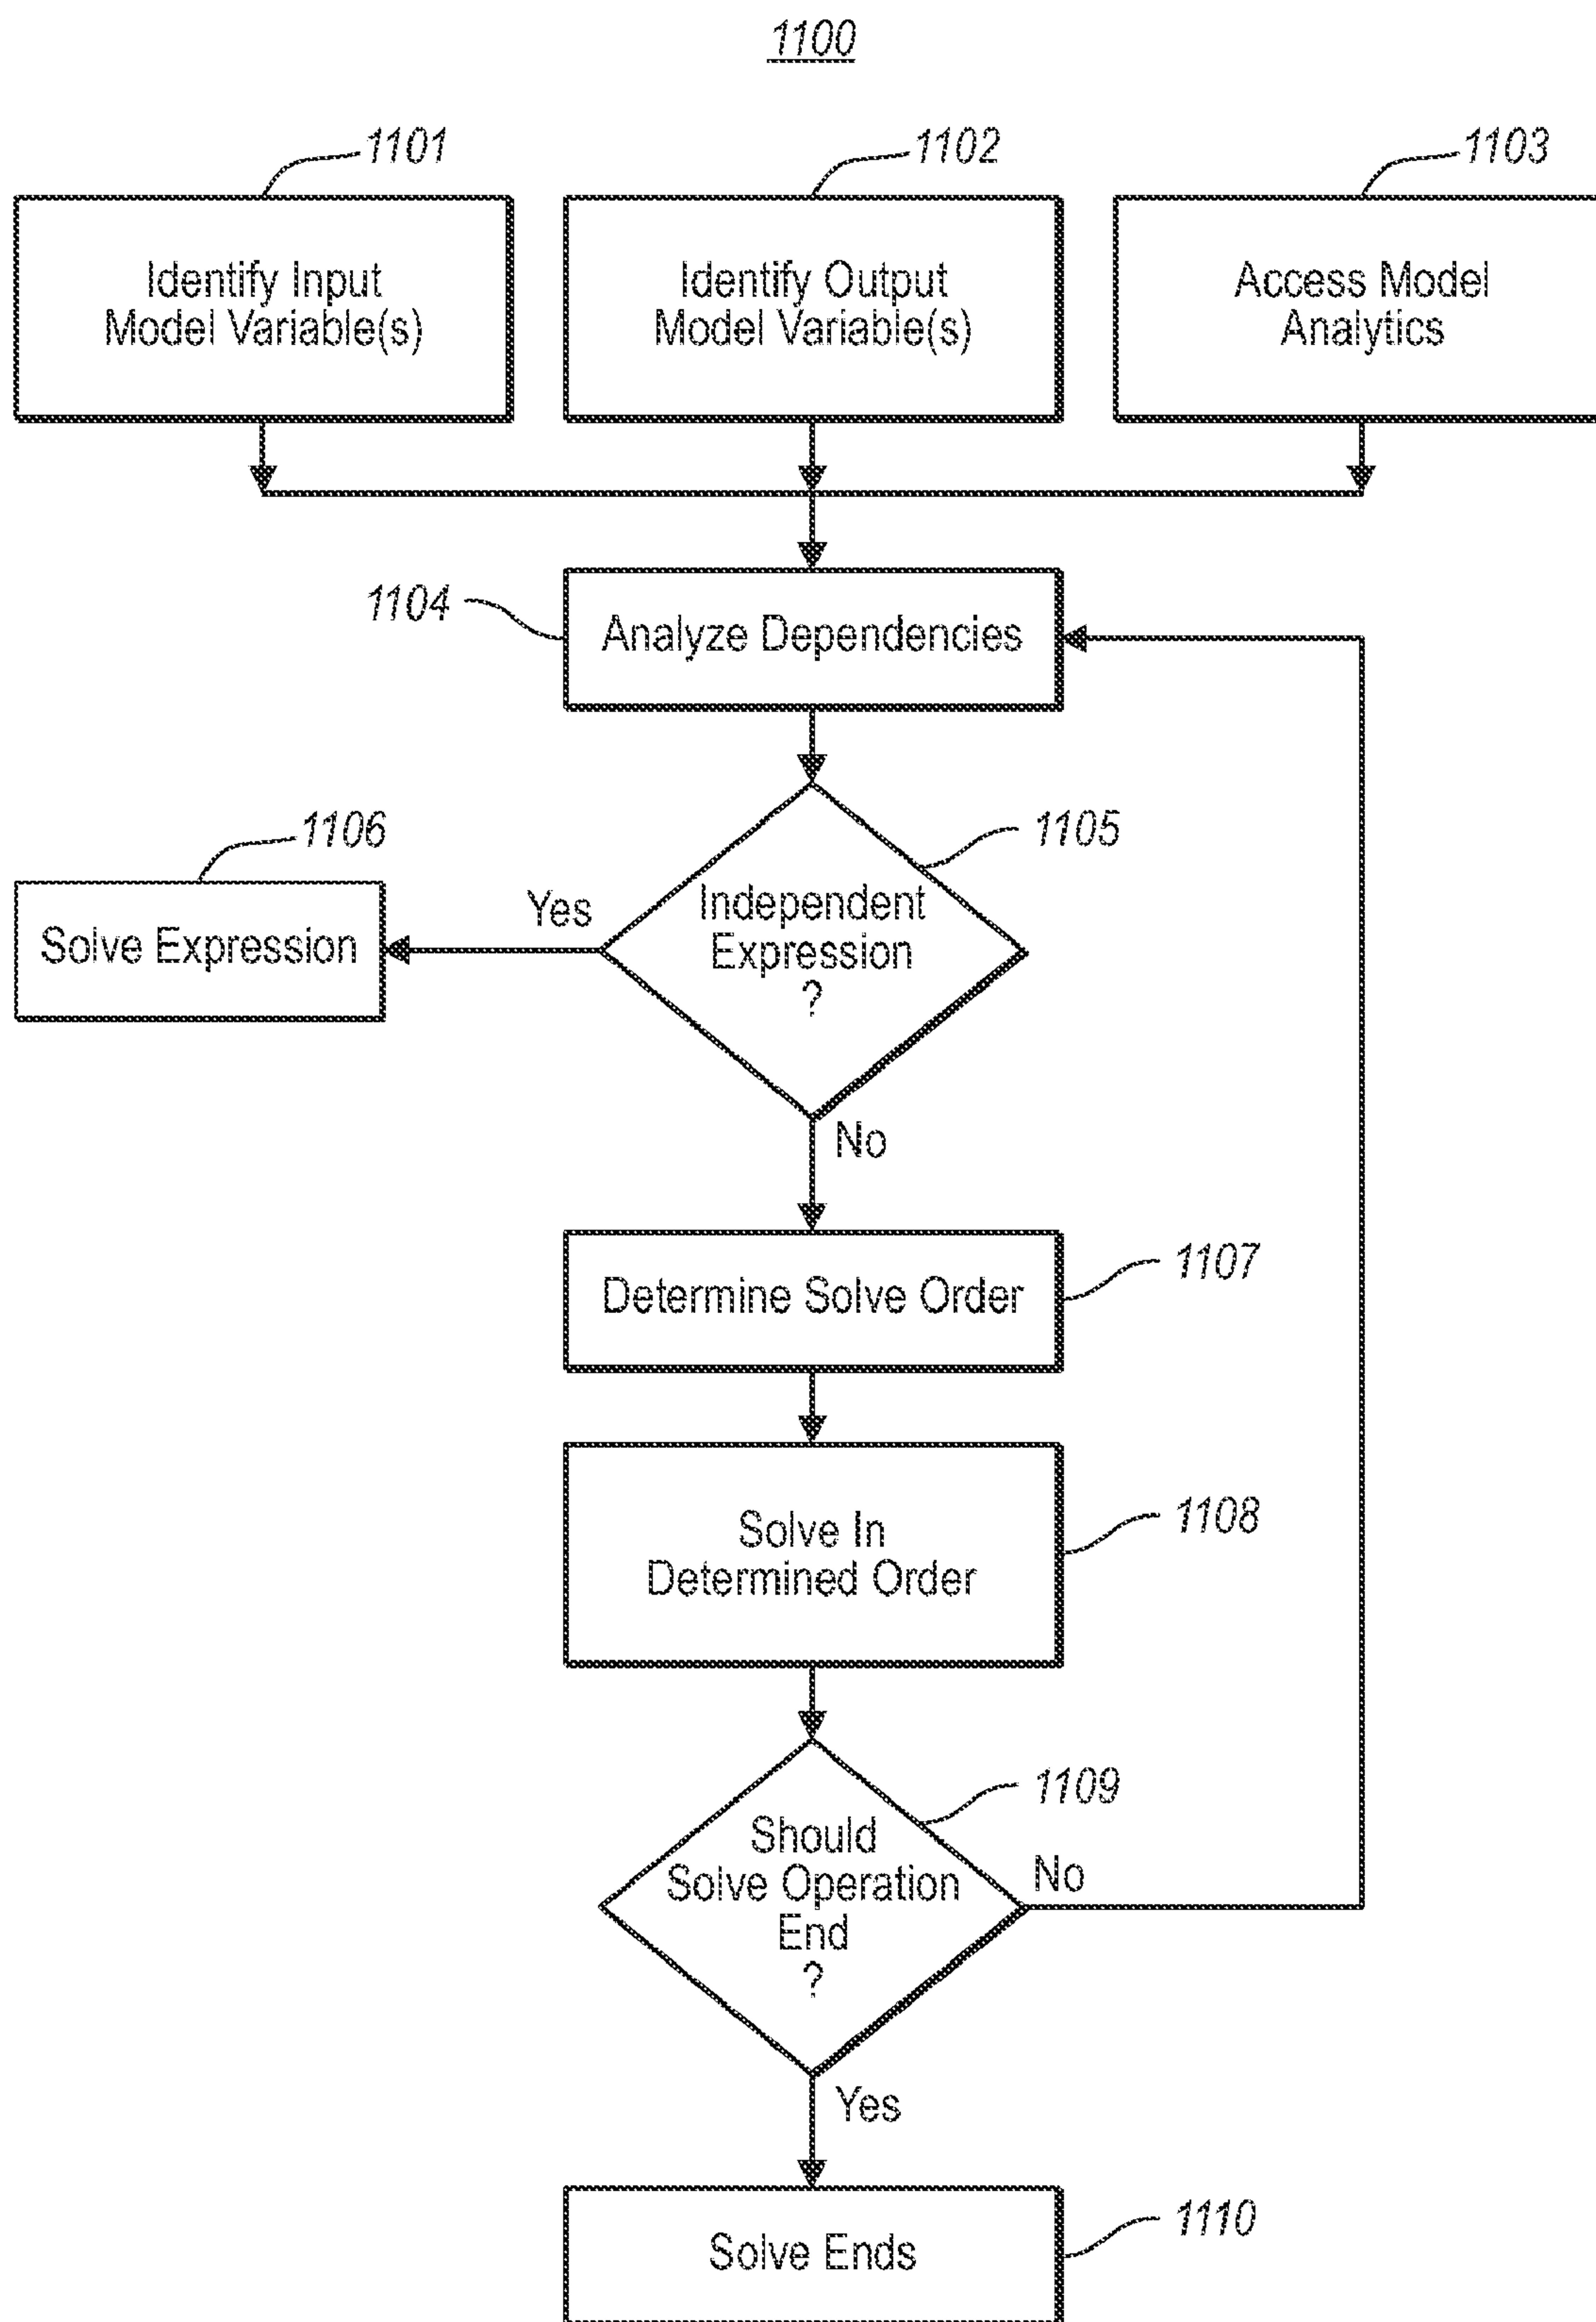 1100
1101
1102
1103
Identify Input
Model Variable(s)
Identify Output
Model Variable(s)
Access Model
Analytics
1104
Analyze Dependencies
1106
1105
Solve Expression
Yes
Independent
Expression
?
No
Determine Solve Order
1107
Solve In
Determined Order
1108
1109
Should
Solve Operation
End
?
No
Yes
Solve Ends
1110